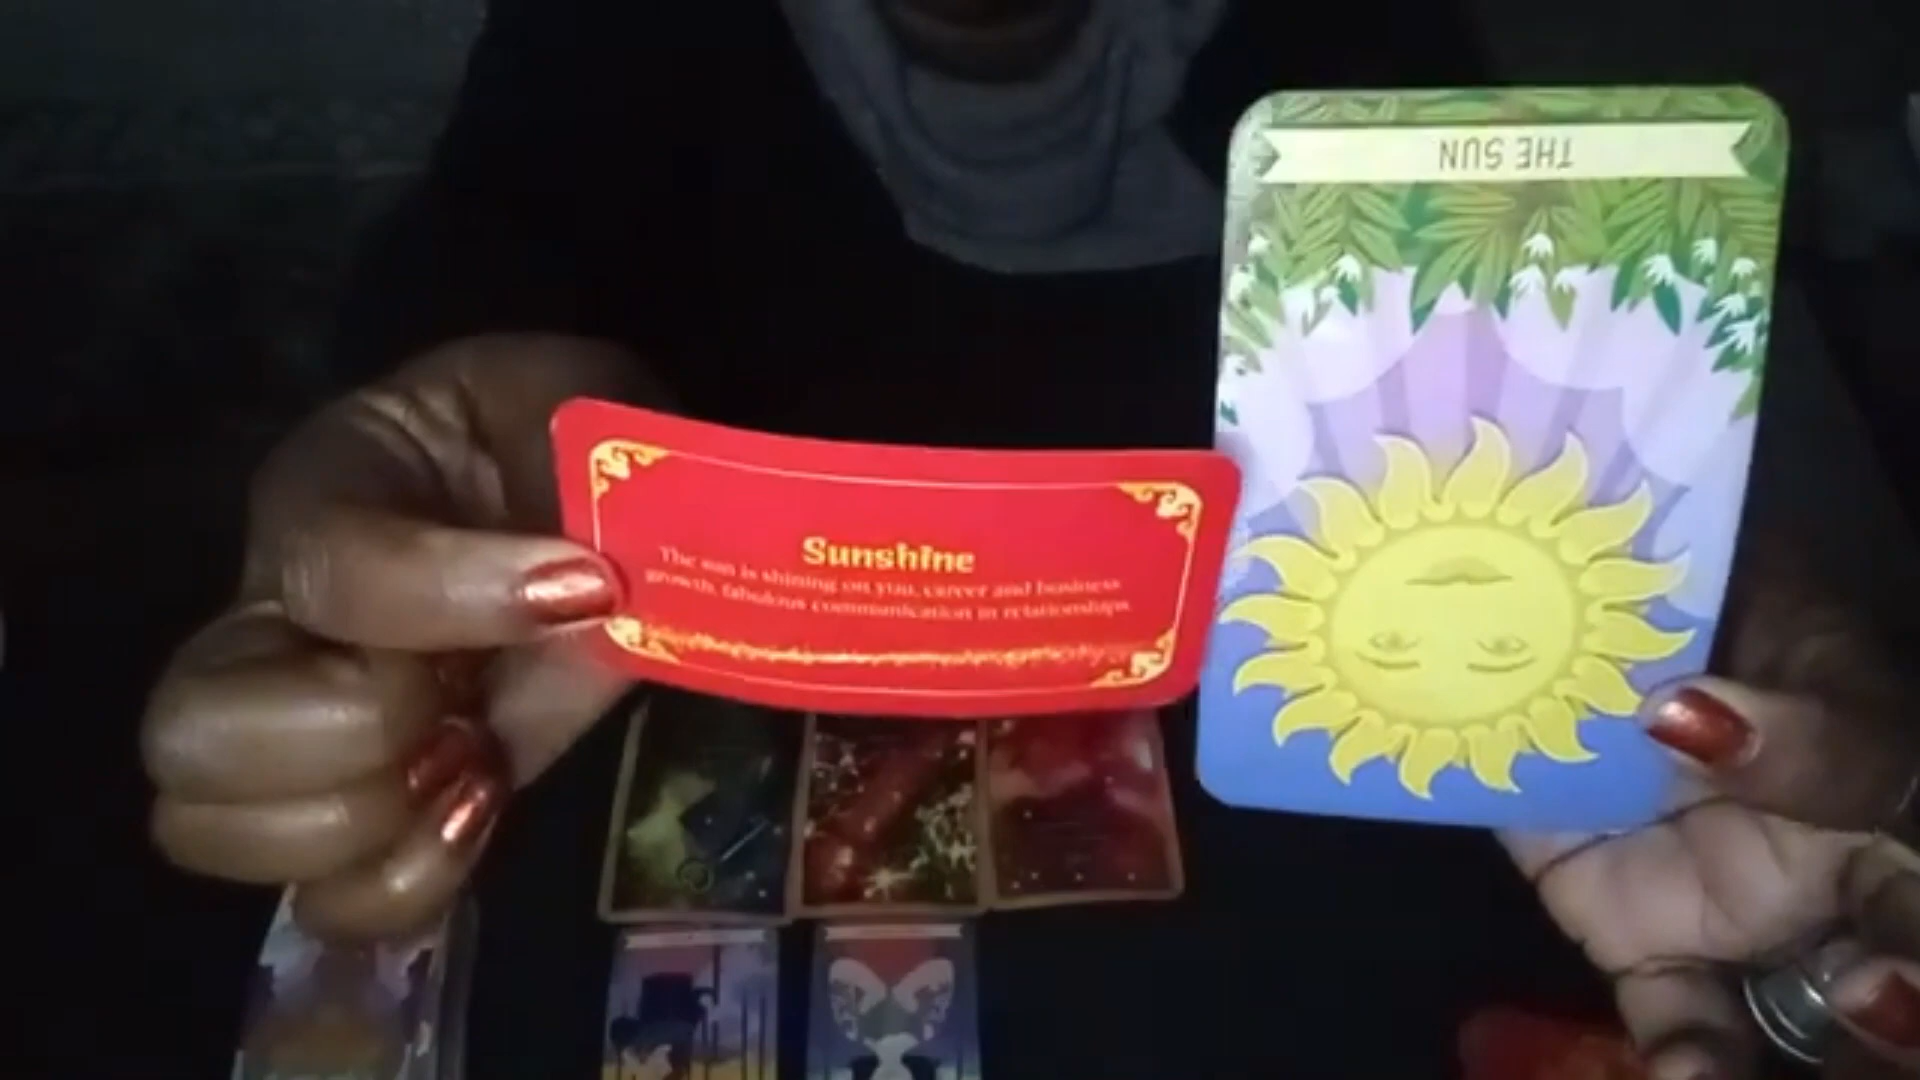 THE SUN
Sunshine
The sun is shining on you, career and business
growth, fabulous communication in relationships